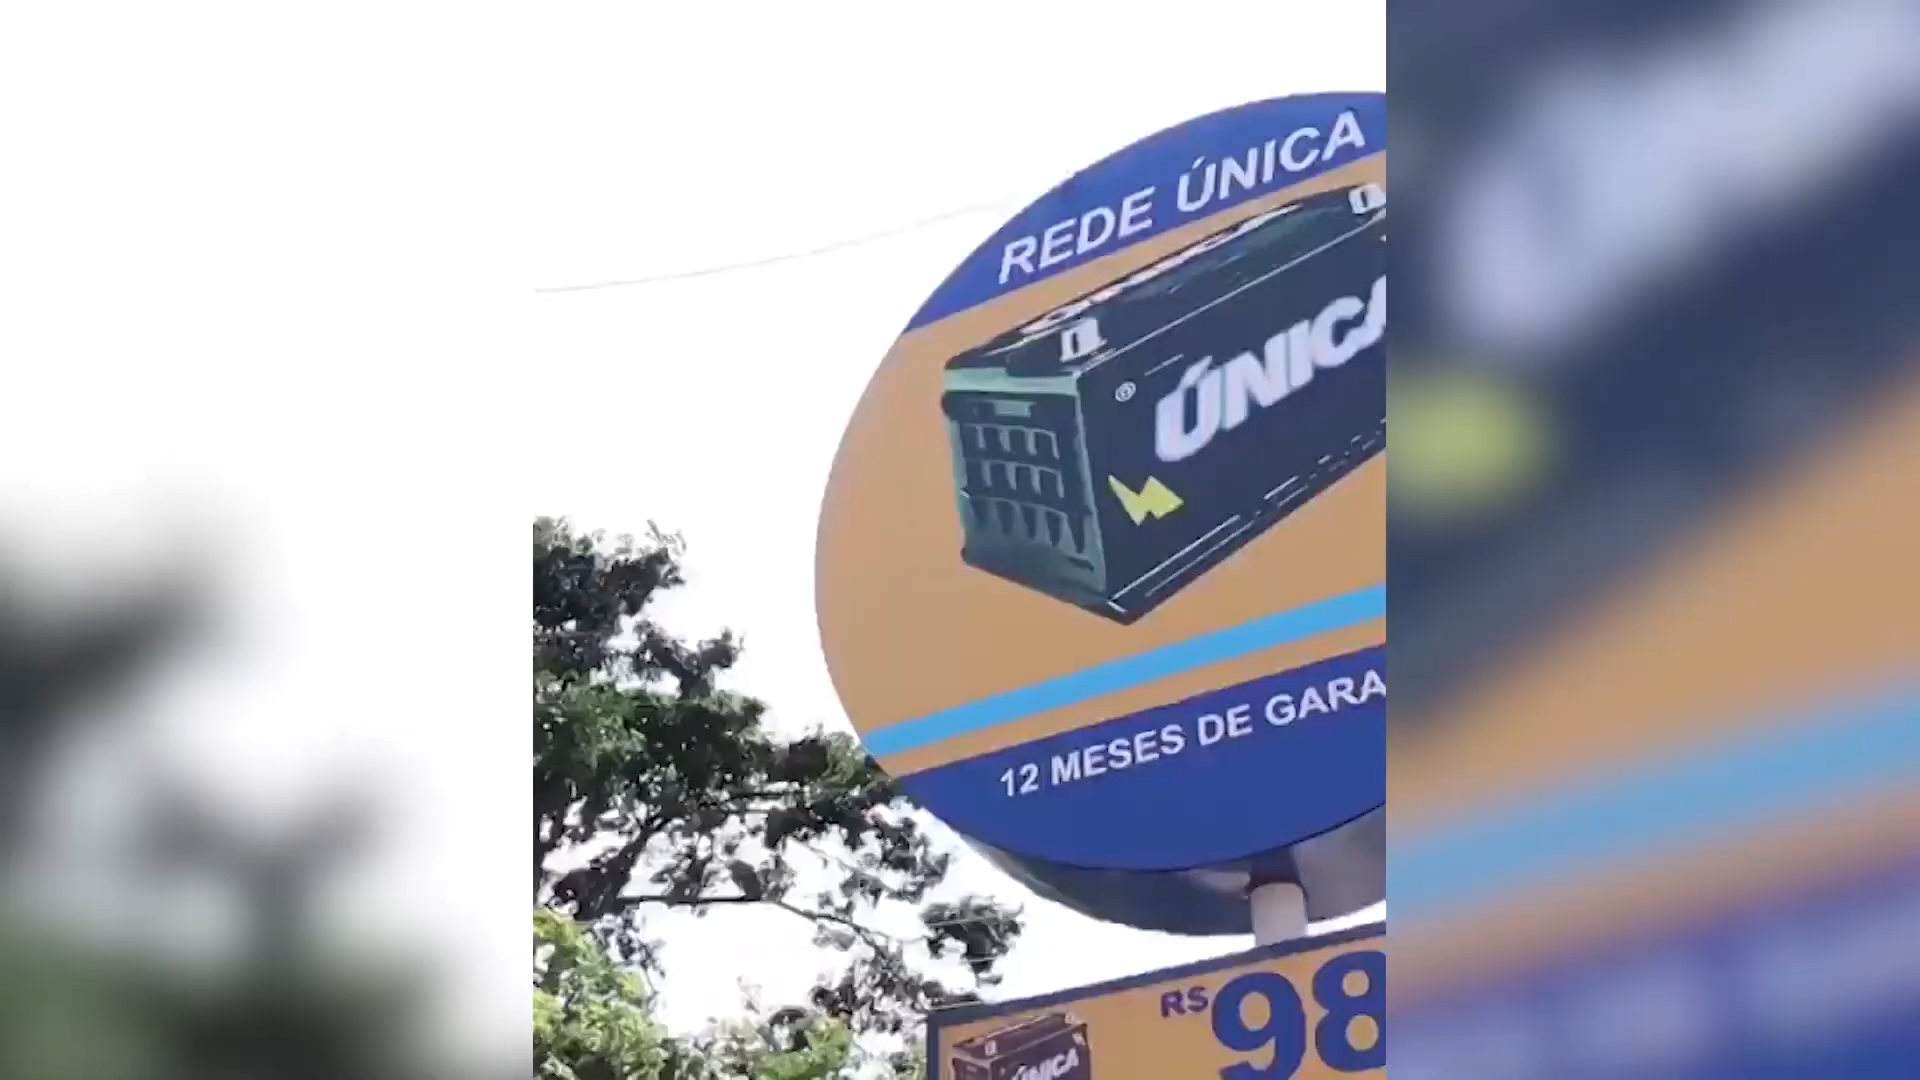 REDE ÚNICA
® ÚNICA
12 MESES DE GARA
R$ 98
ÚNICA